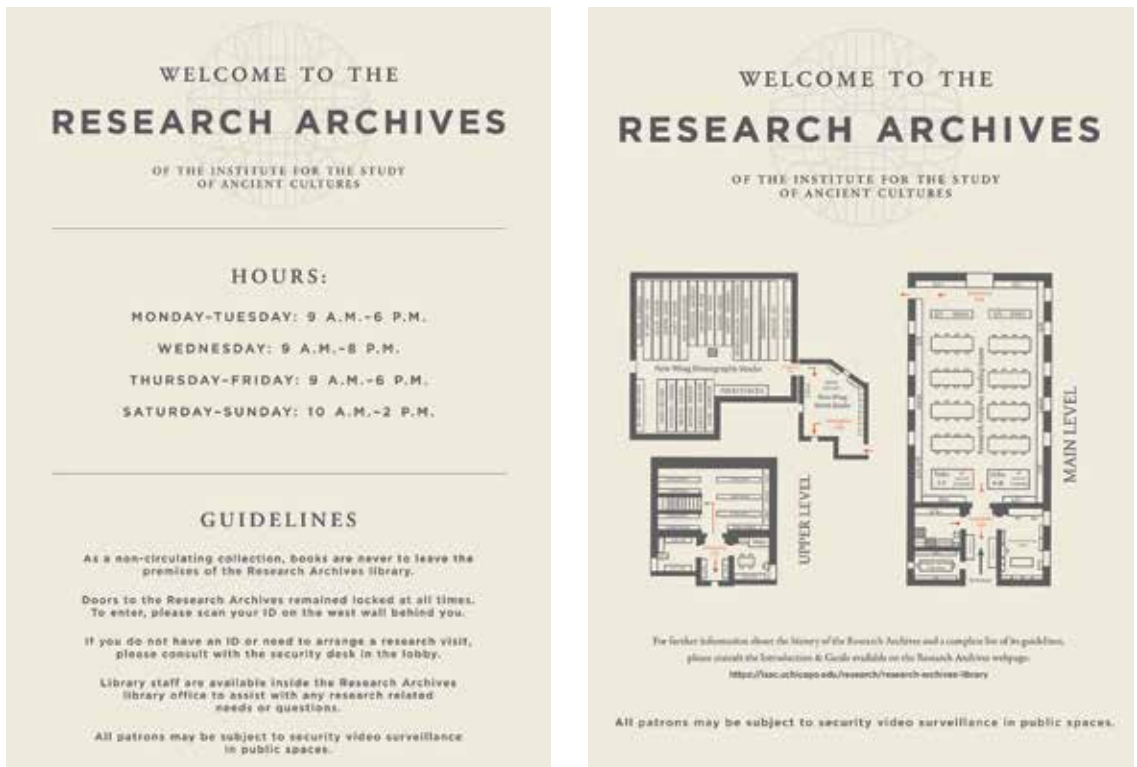 WELCOME TO THE
RESEARCH ARCHIVES
OF THE INSTITUTE FOR THE STUDY
OF ANCIENT CULTURES
HOURS:
MONDAY–TUESDAY: 9 A.M.–6 P.M.
WEDNESDAY: 9 A.M.–8 P.M.
THURSDAY–FRIDAY: 9 A.M.–6 P.M.
SATURDAY–SUNDAY: 10 A.M.–2 P.M.
GUIDELINES
As a non-circulating collection, books are never to leave the
premises of the Research Archives library.
Doors to the Research Archives remained locked at all times.
To enter, please scan your ID on the west wall behind you.
If you do not have an ID or need to arrange a research visit,
please consult with the security desk in the lobby.
Library staff are available inside the Research Archives
library office to assist with any research related
needs or questions.
All patrons may be subject to security video surveillance
in public spaces.
WELCOME TO THE
RESEARCH ARCHIVES
OF THE INSTITUTE FOR THE STUDY
OF ANCIENT CULTURES
New Wing Monographic Stacks
UPPER LEVEL
Research Archives Reading Room
MAIN LEVEL
For further information about the history of the Research Archives and a complete list of its guidelines,
please consult the Introduction & Guide available on the Research Archives webpage:
https://isac.uchicago.edu/research/research-archives-library
All patrons may be subject to security video surveillance in public spaces.